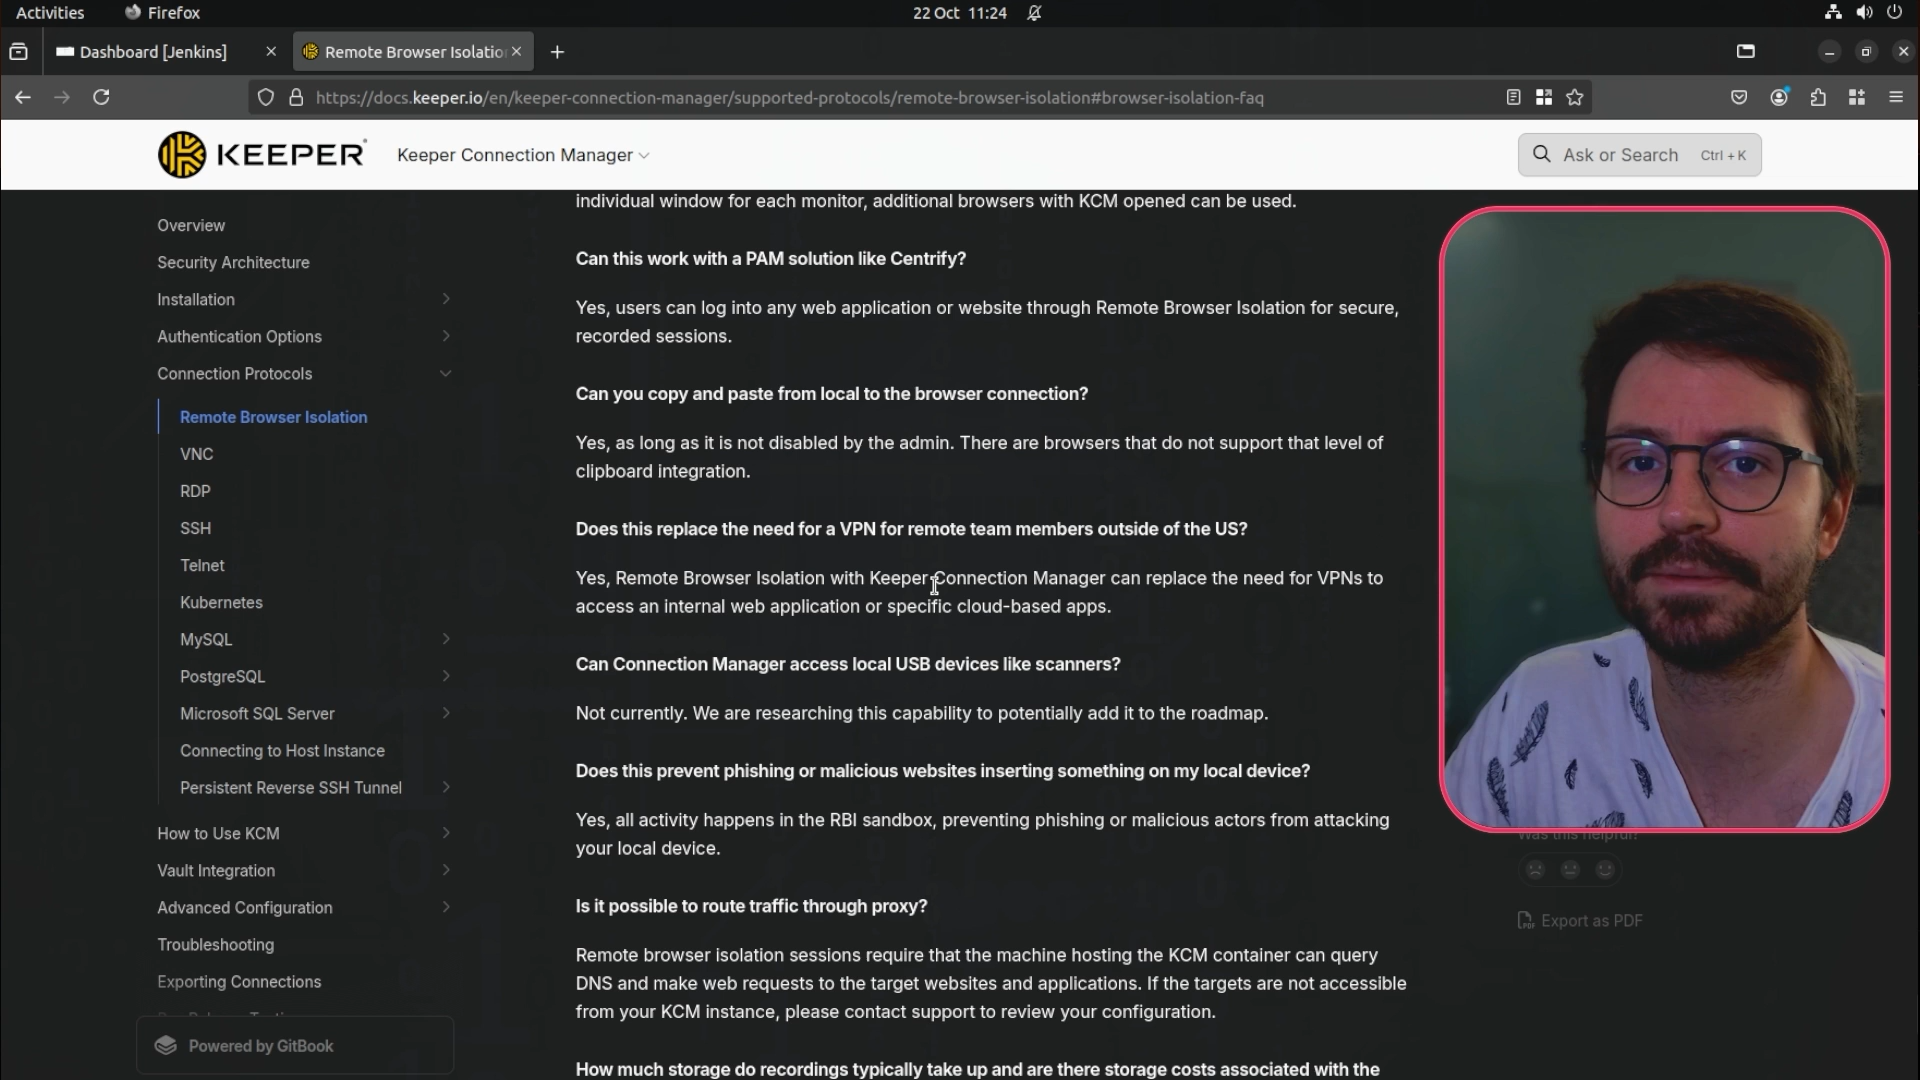 Activities
Firefox
22 Oct 11:24
Dashboard [Jenkins]
Remote Browser Isolatio
https://docs.keeper.io/en/keeper-connection-manager/supported-protocols/remote-browser-isolation#browser-isolation-faq
KEEPER
Keeper Connection Manager
Ask or Search Ctrl + K
Overview
Security Architecture
Installation
Authentication Options
Connection Protocols
Remote Browser Isolation
VNC
RDP
SSH
Telnet
Kubernetes
MySQL
PostgreSQL
Microsoft SQL Server
Connecting to Host Instance
Persistent Reverse SSH Tunnel
How to Use KCM
Vault Integration
Advanced Configuration
Troubleshooting
Exporting Connections
Powered by GitBook
individual window for each monitor, additional browsers with KCM opened can be used.
Can this work with a PAM solution like Centrify?
Yes, users can log into any web application or website through Remote Browser Isolation for secure,
recorded sessions.
Can you copy and paste from local to the browser connection?
Yes, as long as it is not disabled by the admin. There are browsers that do not support that level of
clipboard integration.
Does this replace the need for a VPN for remote team members outside of the US?
Yes, Remote Browser Isolation with Keeper Connection Manager can replace the need for VPNs to
access an internal web application or specific cloud-based apps.
Can Connection Manager access local USB devices like scanners?
Not currently. We are researching this capability to potentially add it to the roadmap.
Does this prevent phishing or malicious websites inserting something on my local device?
Yes, all activity happens in the RBI sandbox, preventing phishing or malicious actors from attacking
your local device.
Is it possible to route traffic through proxy?
Remote browser isolation sessions require that the machine hosting the KCM container can query
DNS and make web requests to the target websites and applications. If the targets are not accessible
from your KCM instance, please contact support to review your configuration.
How much storage do recordings typically take up and are there storage costs associated with the
Was this helpful?
Export as PDF